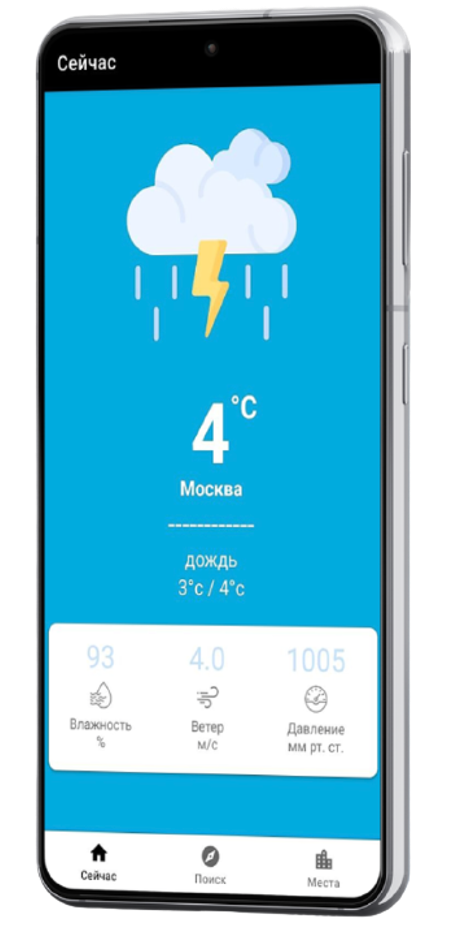 Сейчас
4°C
Москва
------------
дождь
3°c / 4°c
93
4.0
1005
Влажность
%
Ветер
м/с
Давление
мм рт. ст.
Сейчас
Поиск
Места